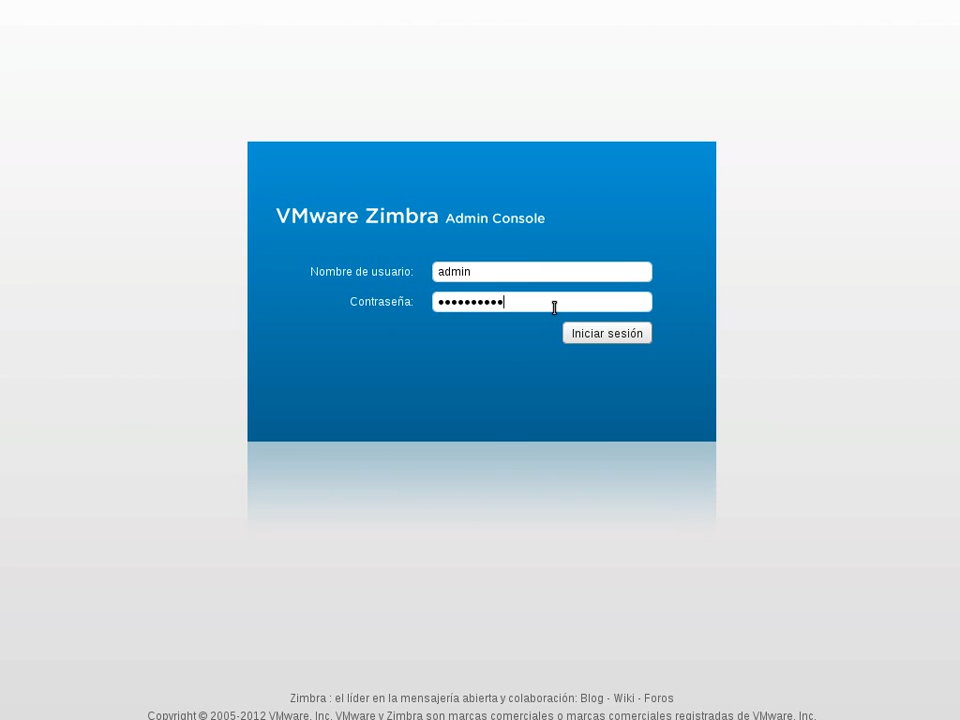 VMware Zimbra Admin Console
Nombre de usuario: admin
Contraseña: ••••••••••
Iniciar sesión
Zimbra : el líder en la mensajería abierta y colaboración: Blog - Wiki - Foros
Copyright © 2005-2012 VMware, Inc. VMware y Zimbra son marcas comerciales o marcas comerciales registradas de VMware, Inc.